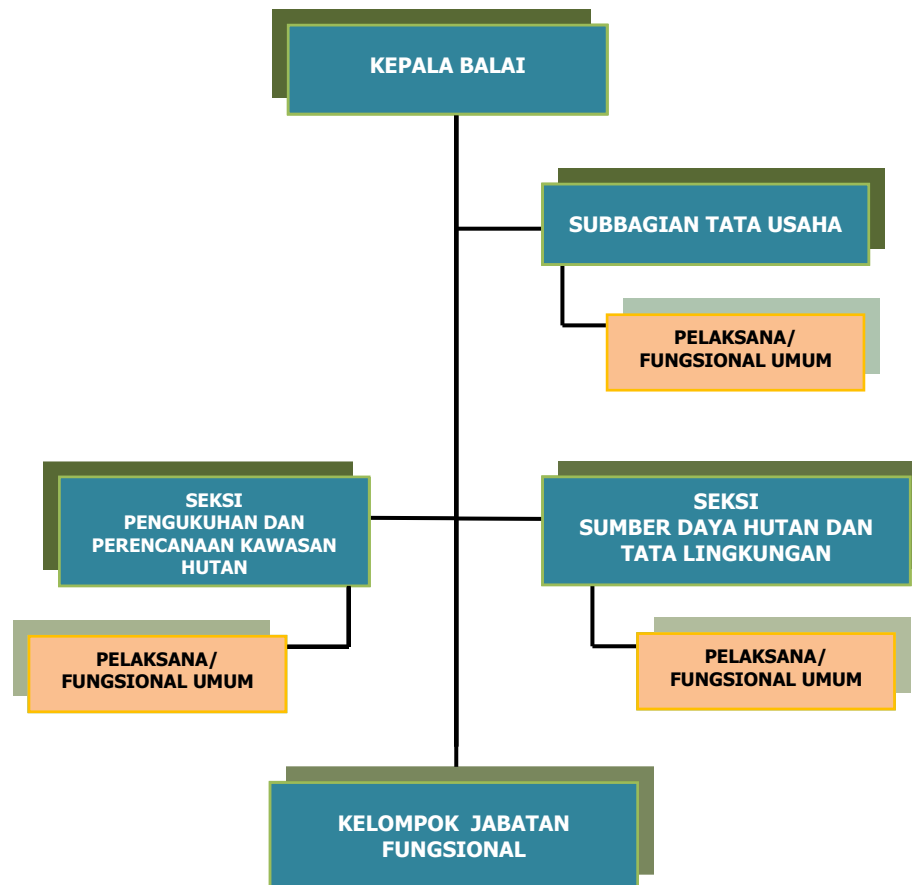 KEPALA BALAI
SUBBAGIAN TATA USAHA
PELAKSANA/
FUNGSIONAL UMUM
SEKSI
PENGUKUHAN DAN
PERENCANAAN KAWASAN
HUTAN
SEKSI
SUMBER DAYA HUTAN DAN
TATA LINGKUNGAN
PELAKSANA/
FUNGSIONAL UMUM
PELAKSANA/
FUNGSIONAL UMUM
KELOMPOK JABATAN
FUNGSIONAL